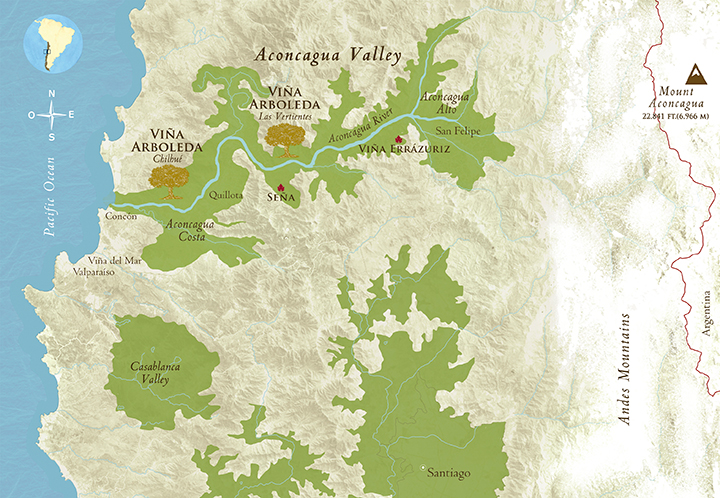 Aconcagua Valley
N
O E
S
Pacific Ocean
VIÑA
ARBOLEDA
Chilhué
VIÑA
ARBOLEDA
Las Vertientes
Aconcagua River
Aconcagua
Alto
San Felipe
VIÑA ERRÁZURIZ
SEÑA
Quillota
Concón
Aconcagua
Costa
Viña del Mar
Valparaíso
Casablanca
Valley
Santiago
Mount
Aconcagua
22.841 FT.(6.966 M)
Andes Mountains
Argentina